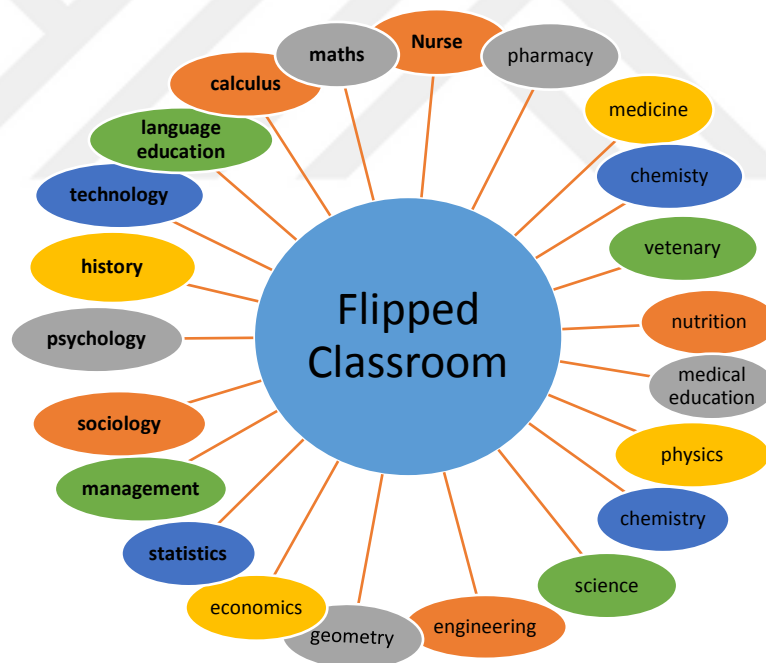 Nurse
pharmacy
medicine
chemisty
vetenary
nutrition
medical
education
physics
chemistry
science
engineering
geometry
economics
statistics
management
sociology
psychology
history
technology
language
education
calculus
maths
Flipped
Classroom